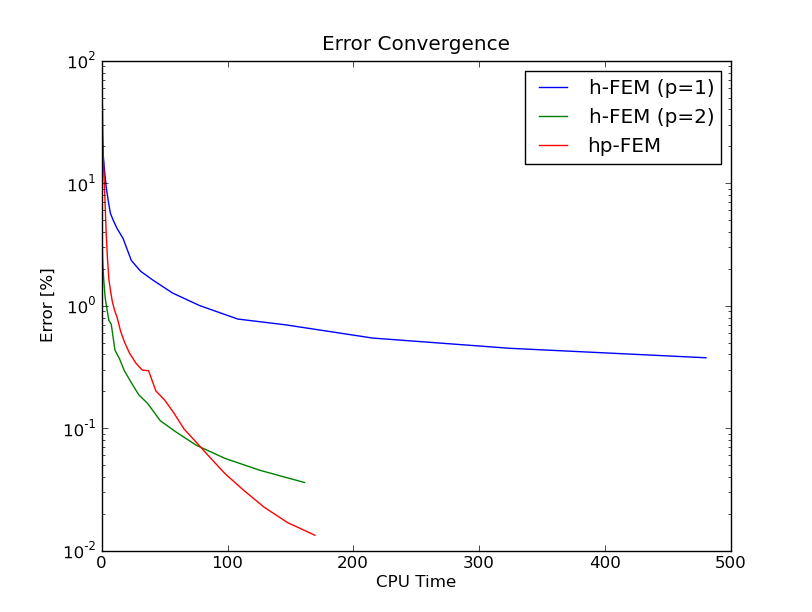 Error Convergence
h-FEM (p=1)
h-FEM (p=2)
hp-FEM
Error [%]
10^2
10^1
10^0
10^-1
10^-2
0 100 200 300 400 500
CPU Time